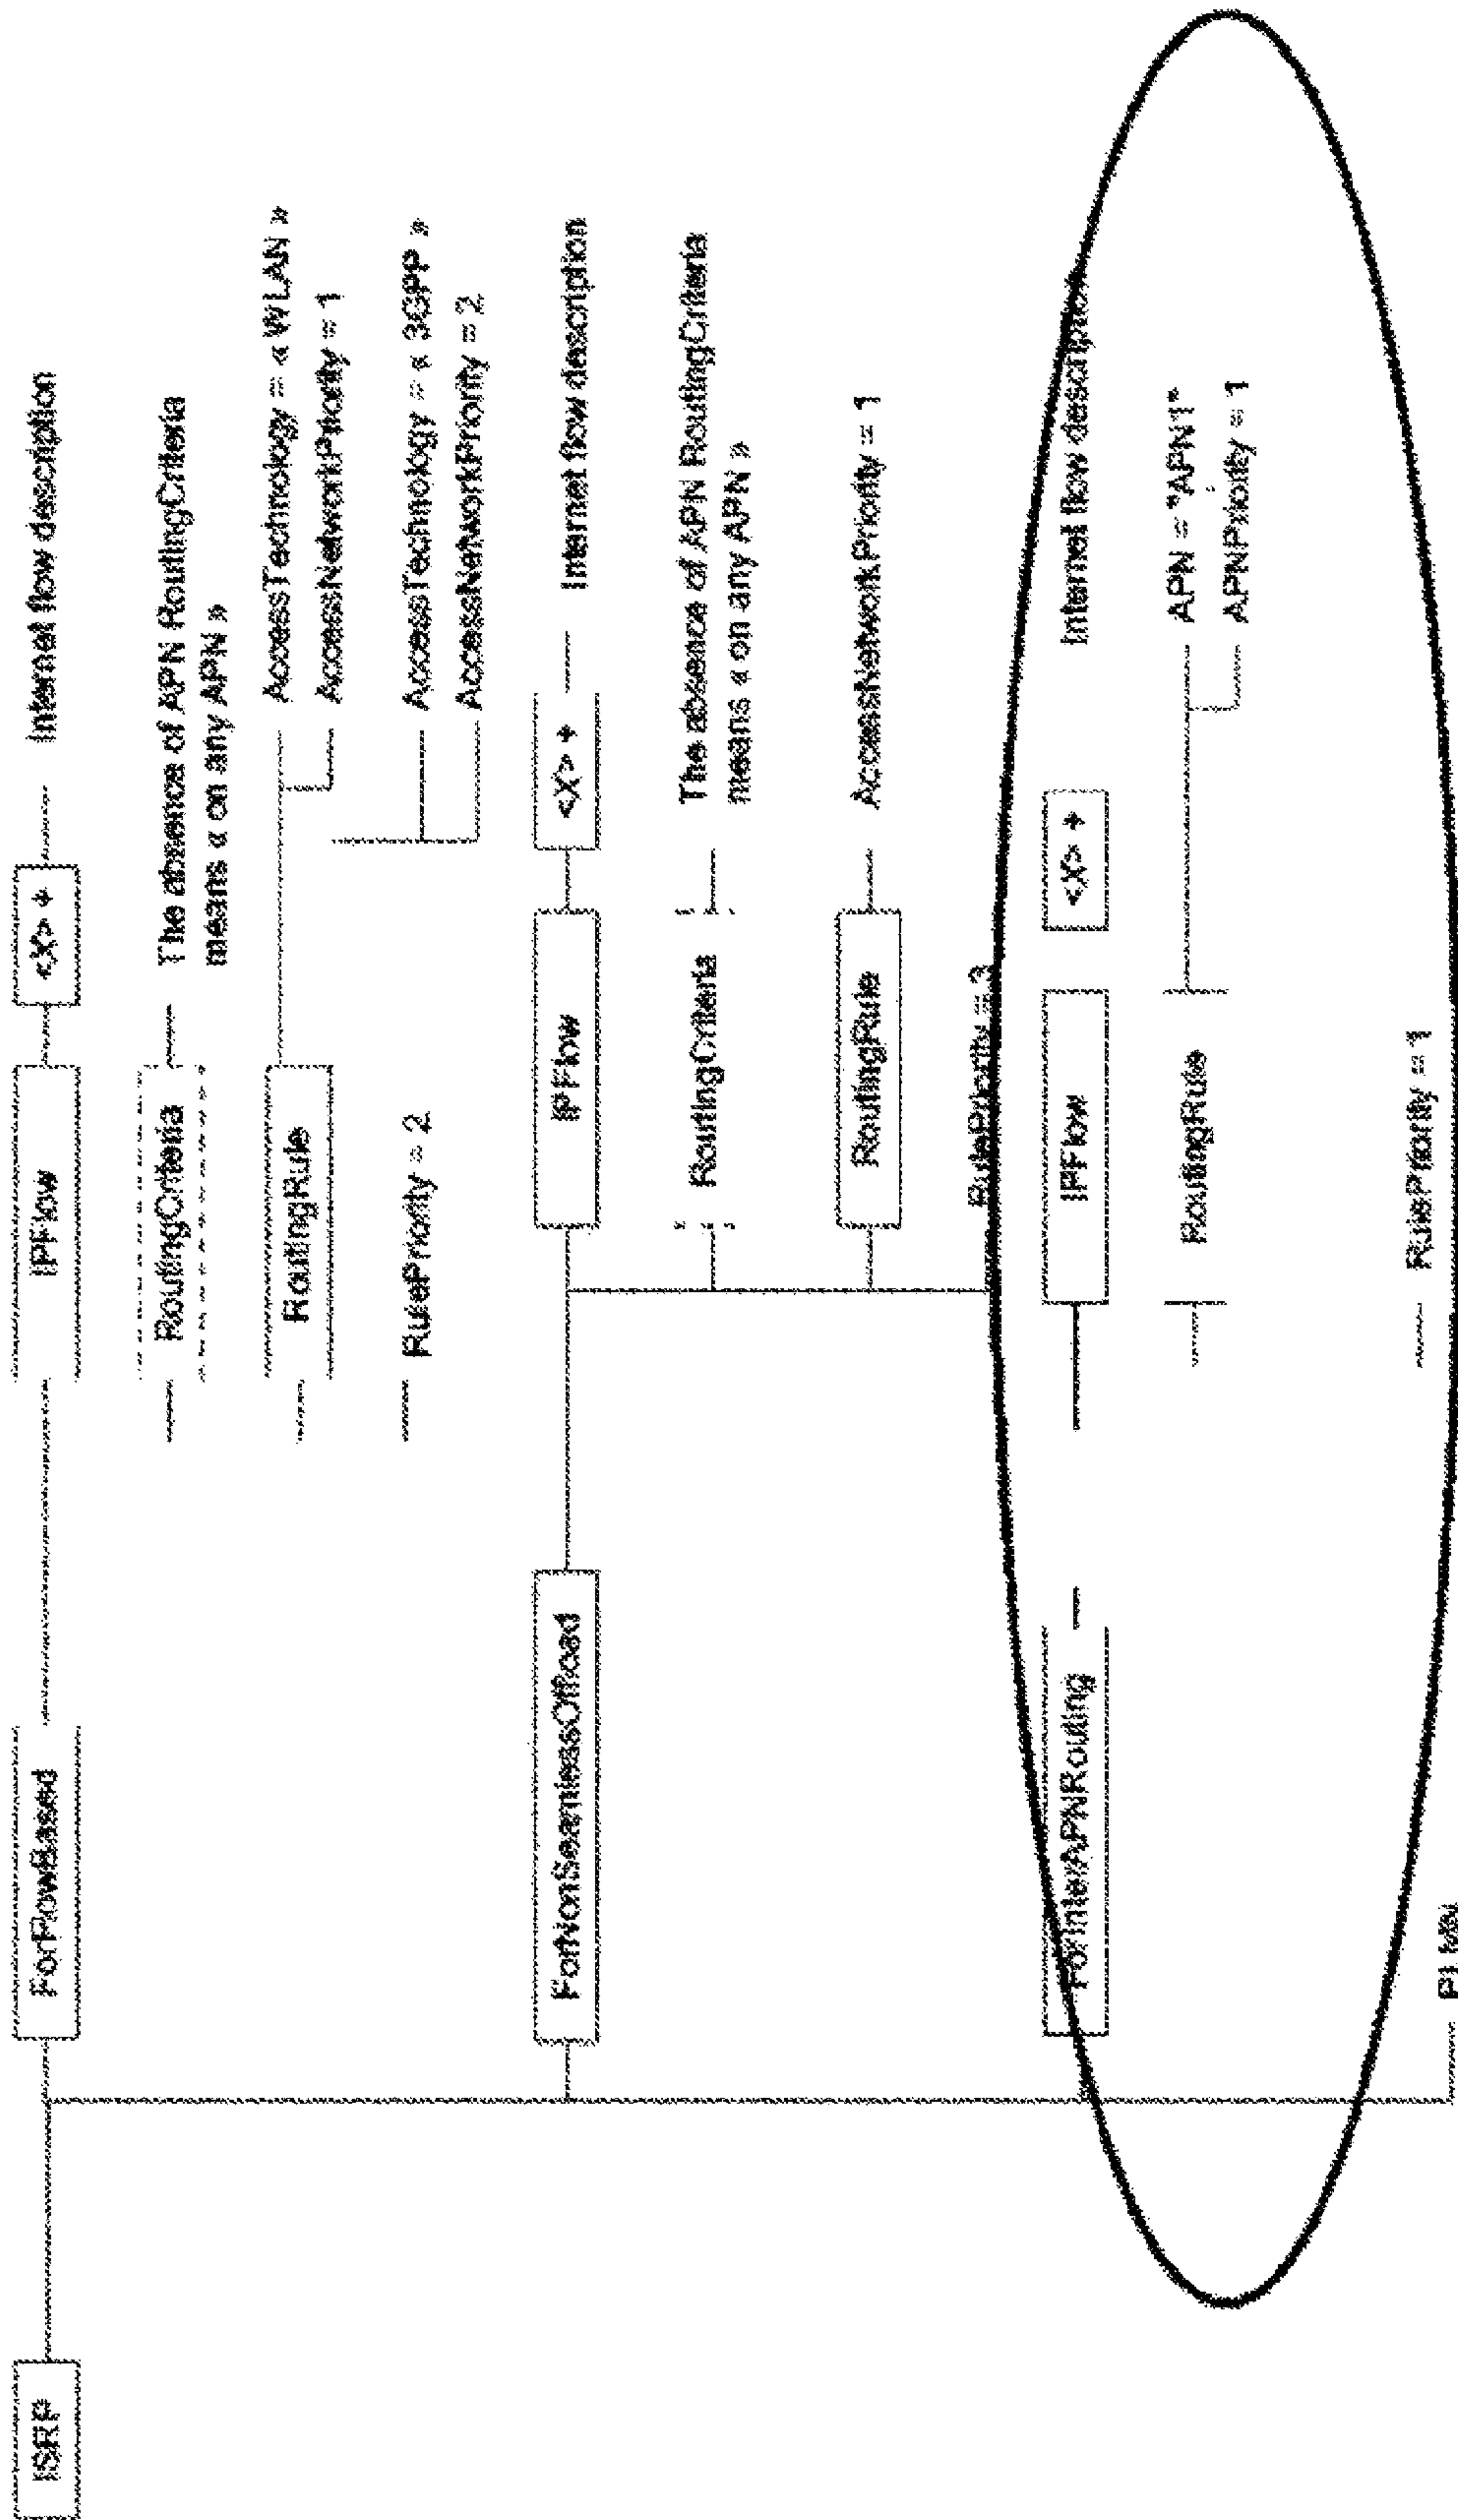 ISRP
ForFlowBased
IPFlow
<X> +
Internet flow description
RoutingCriteria
The absence of APN RoutingCriteria
means « on any APN »
RoutingRule
AccessTechnology = « WLAN »
AccessNetworkPriority = 1
AccessTechnology = « 3GPP »
AccessNetworkPriority = 2
RulePriority = 2
ForNonSeamlessOffload
IPFlow
<X> +
Internet flow description
RoutingCriteria
The absence of APN RoutingCriteria
means « on any APN »
RoutingRule
AccessNetworkPriority = 1
RulePriority = 3
ForInterAPNRouting
IPFlow
<X> +
Internet flow description
RoutingRule
APN = "APN1"
APNPriority = 1
RulePriority = 1
PLMN